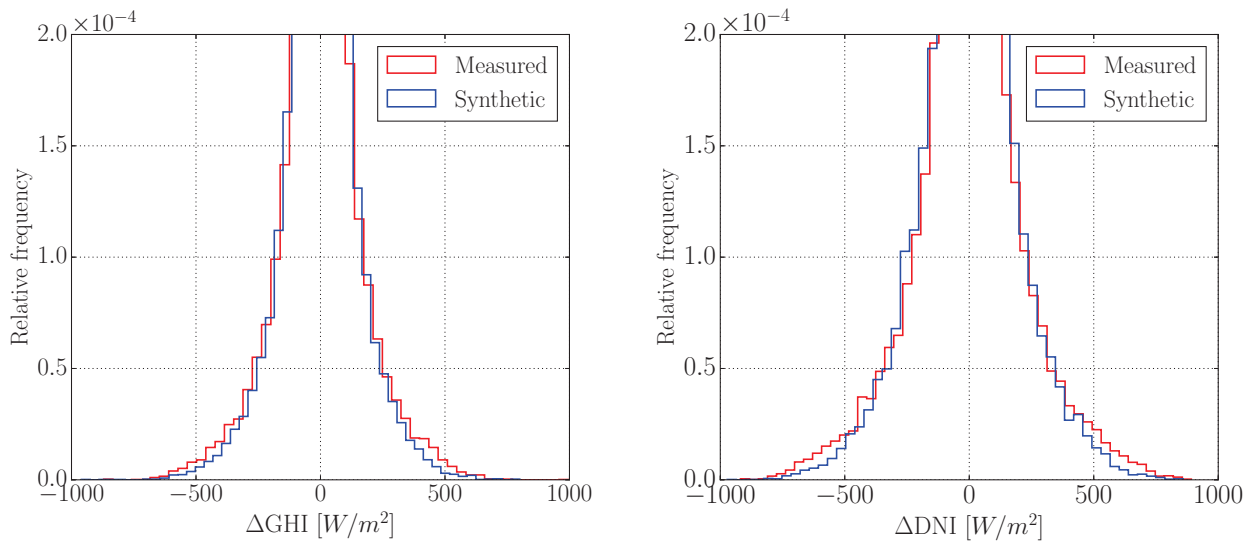 2.0 ×10⁻⁴
Measured
Synthetic
1.5
1.0
0.5
0.0
Relative frequency
−1000 −500 0 500 1000
ΔGHI [W/m²]
2.0 ×10⁻⁴
Measured
Synthetic
1.5
1.0
0.5
0.0
Relative frequency
−1000 −500 0 500 1000
ΔDNI [W/m²]